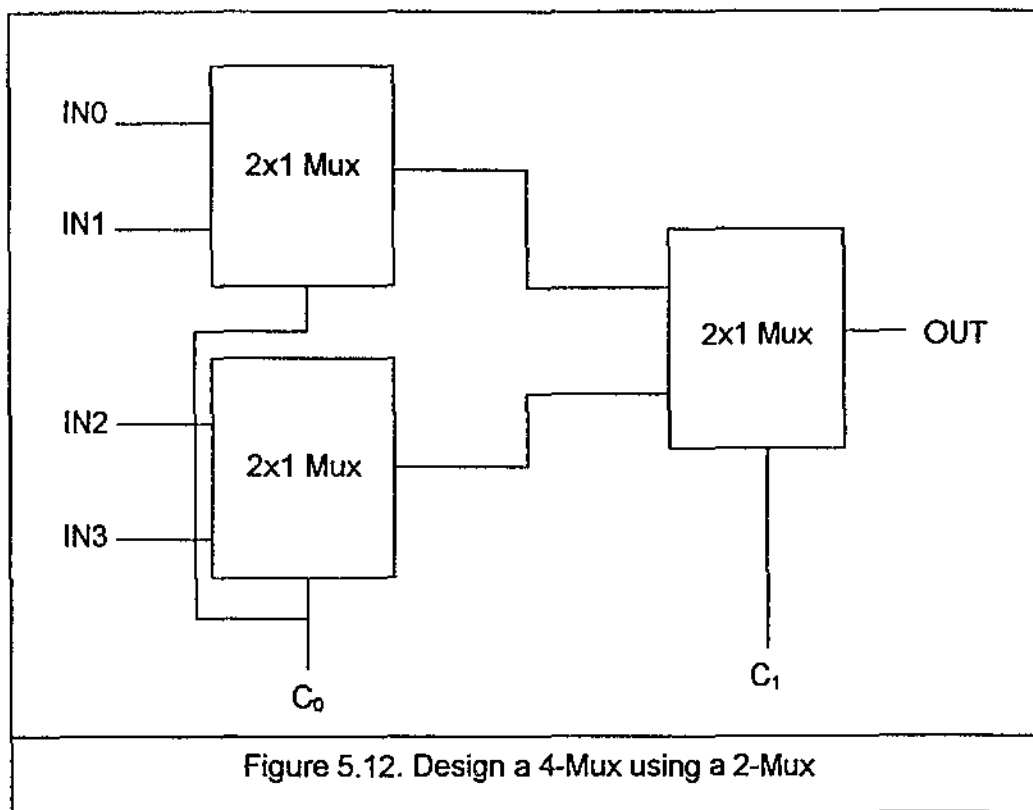 IN0
2x1 Mux
IN1
2x1 Mux
OUT
IN2
2x1 Mux
IN3
C₀
C₁
Figure 5.12. Design a 4-Mux using a 2-Mux